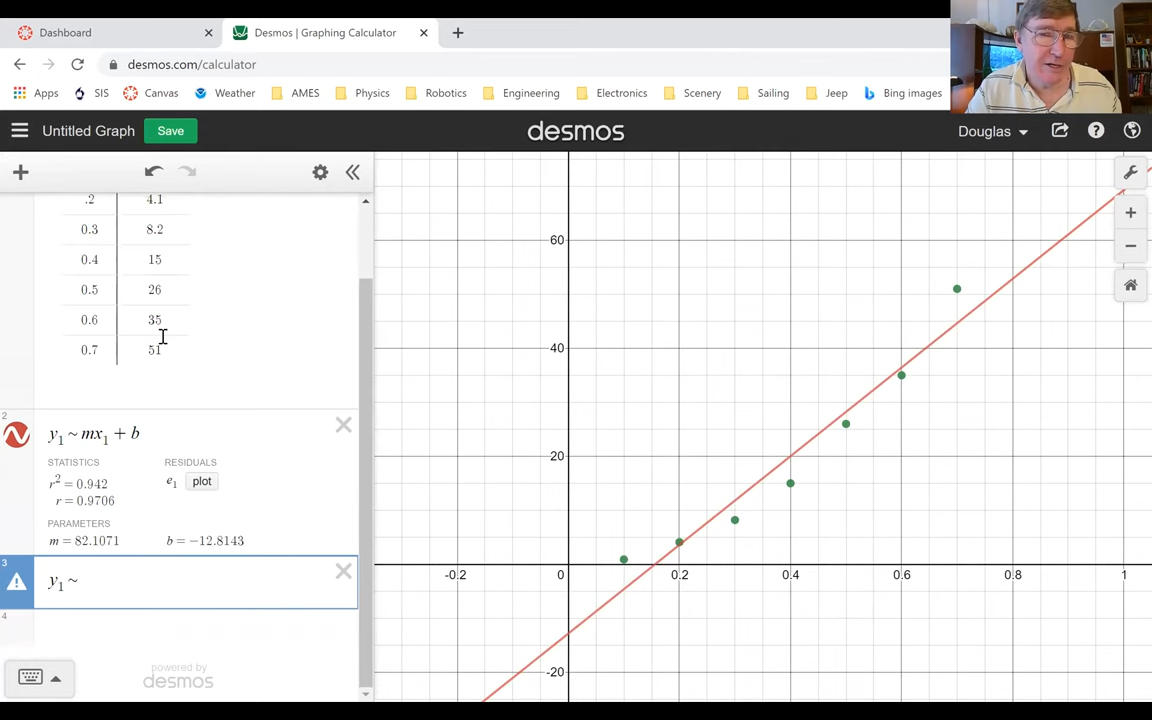 Dashboard
Desmos | Graphing Calculator
desmos.com/calculator
Apps SIS Canvas Weather AMES Physics Robotics Engineering Electronics Scenery Sailing Jeep Bing images
Untitled Graph Save desmos Douglas
.2 4.1
0.3 8.2
0.4 15
0.5 26
0.6 35
0.7 51
2
y₁ ~ mx₁ + b
STATISTICS RESIDUALS
r² = 0.942 e₁ plot
r = 0.9706
PARAMETERS
m = 82.1071 b = −12.8143
3
y₁ ~
4
powered by
desmos
60
40
20
-0.2 0 0.2 0.4 0.6 0.8 1
-20